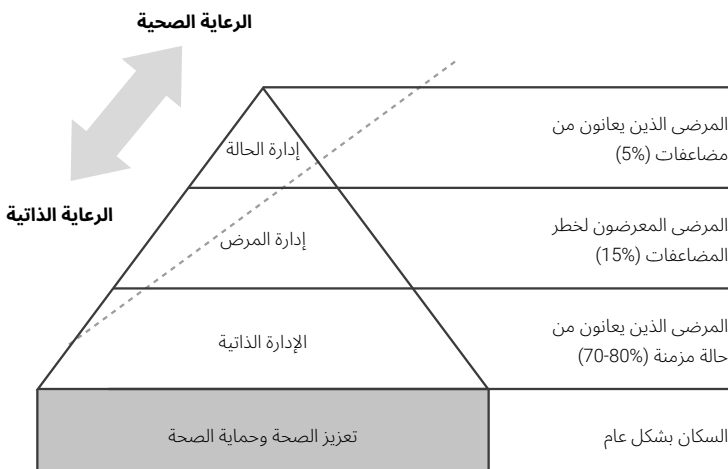 الرعاية الصحية
المرضى الذين يعانون من
مضاعفات (5%)
إدارة الحالة
الرعاية الذاتية
المرضى المعرضون لخطر
المضاعفات (15%)
إدارة المرض
المرضى الذين يعانون من
حالة مزمنة (70-80%)
الإدارة الذاتية
السكان بشكل عام
تعزيز الصحة وحماية الصحة